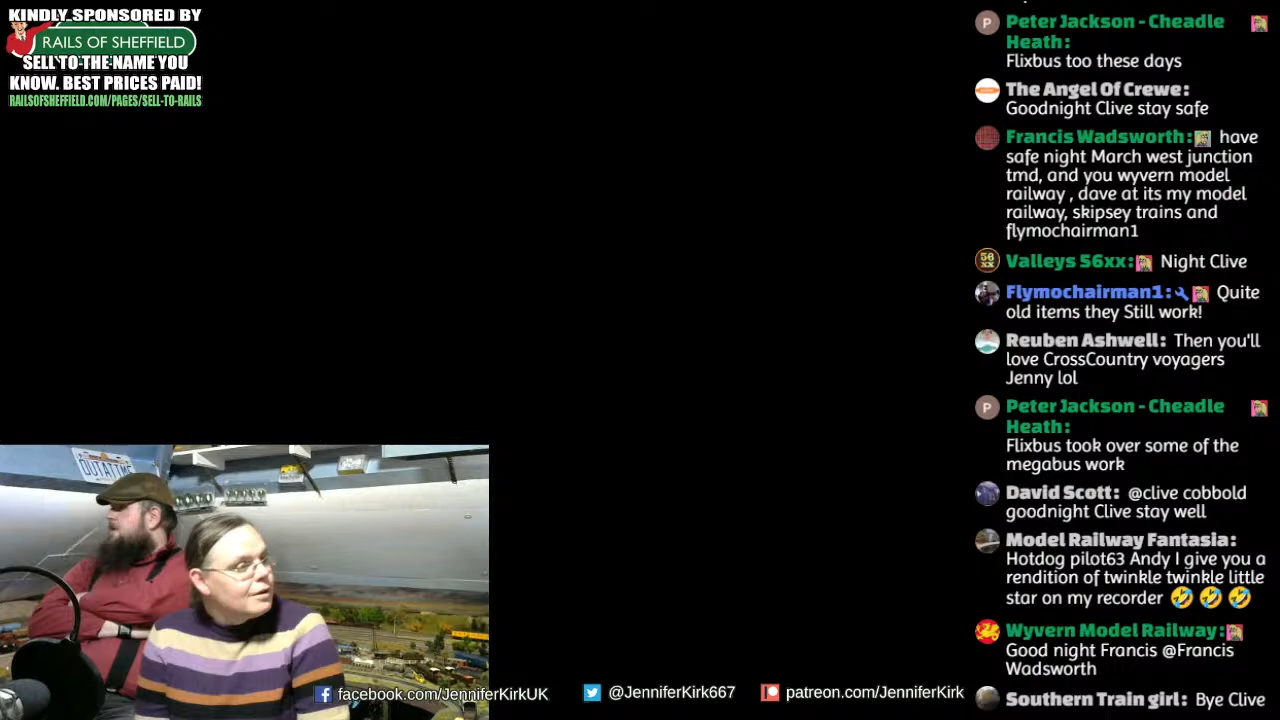 KINDLY SPONSORED BY
RAILS OF SHEFFIELD
SELL TO THE NAME YOU
KNOW. BEST PRICES PAID!
RAILSOFSHEFFIELD.COM/PAGES/SELL-TO-RAILS
P
Peter Jackson - Cheadle
Heath:
Flixbus too these days
The Angel Of Crewe:
Goodnight Clive stay safe
Francis Wadsworth: have
safe night March west junction
tmd, and you wyvern model
railway , dave at its my model
railway, skipsey trains and
flymochairman1
56
xx
Valleys 56xx: Night Clive
Flymochairman1: Quite
old items they Still work!
Reuben Ashwell: Then you'll
love CrossCountry voyagers
Jenny lol
P
Peter Jackson - Cheadle
Heath:
Flixbus took over some of the
megabus work
David Scott: @clive cobbold
goodnight Clive stay well
Model Railway Fantasia:
Hotdog pilot63 Andy I give you a
rendition of twinkle twinkle little
star on my recorder 🤣 🤣 🤣
Wyvern Model Railway:
Good night Francis @Francis
Wadsworth
Southern Train girl: Bye Clive
OUTATIME
facebook.com/JenniferKirkUK
@JenniferKirk667
patreon.com/JenniferKirk